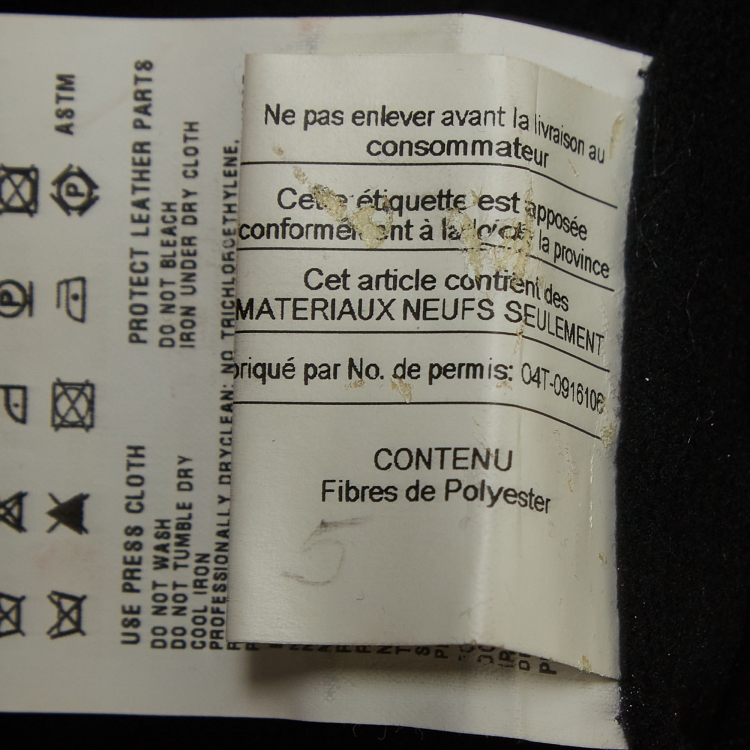 Ne pas enlever avant la livraison au
consommateur
Cette étiquette est apposée
conformément à la loi de la province
Cet article contient des
MATERIAUX NEUFS SEULEMENT
briqué par No. de permis: 04T-0916106
CONTENU
Fibres de Polyester
5
ASTM
P
P
PROTECT LEATHER PARTS
DO NOT BLEACH
IRON UNDER DRY CLOTH
USE PRESS CLOTH
DO NOT WASH
DO NOT TUMBLE DRY
COOL IRON
PROFESSIONALLY DRYCLEAN: NO TRICHLOROETHYLENE,